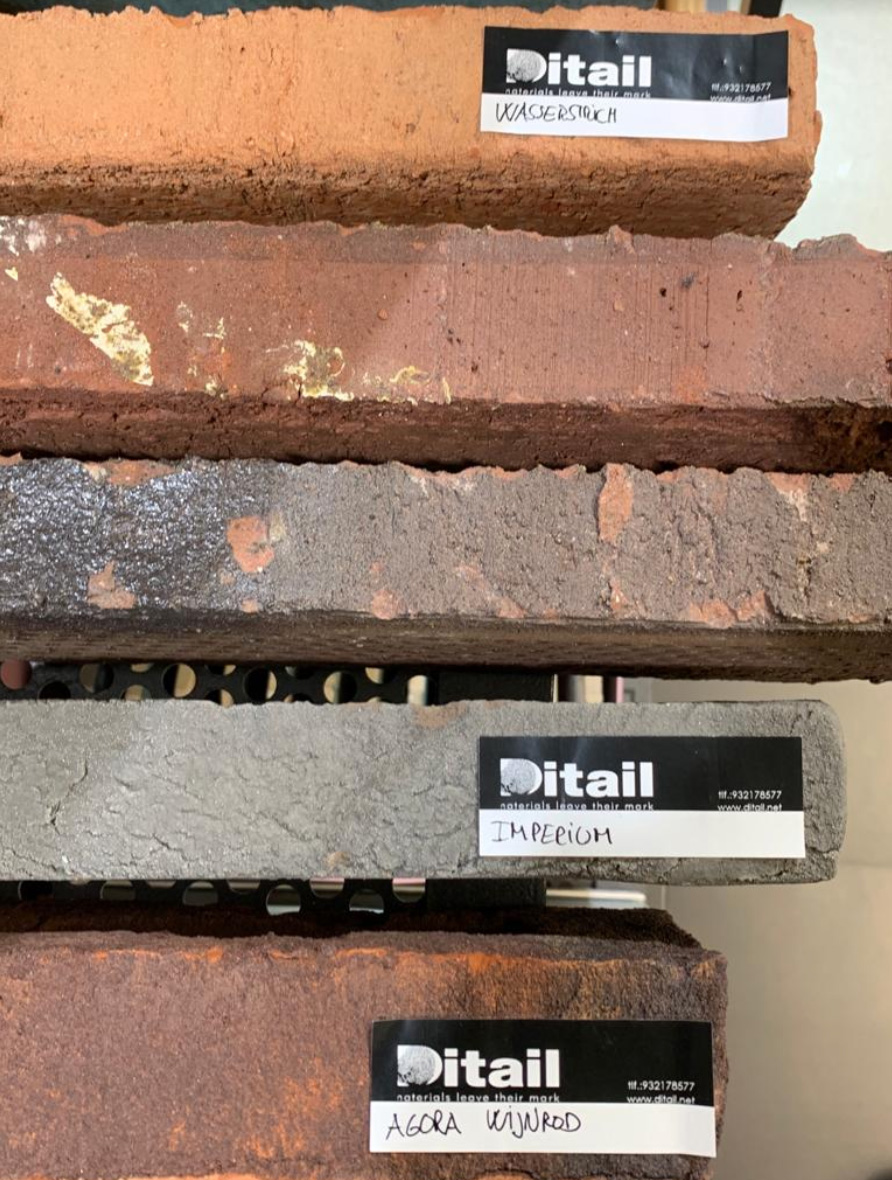 Ditail
materials leave their mark
tlf.:932178577
www.ditail.net
WASSERSTRICH
Ditail
materials leave their mark
tlf.:932178577
www.ditail.net
IMPERIUM
Ditail
materials leave their mark
tlf.:932178577
www.ditail.net
AGORA WIJNROD